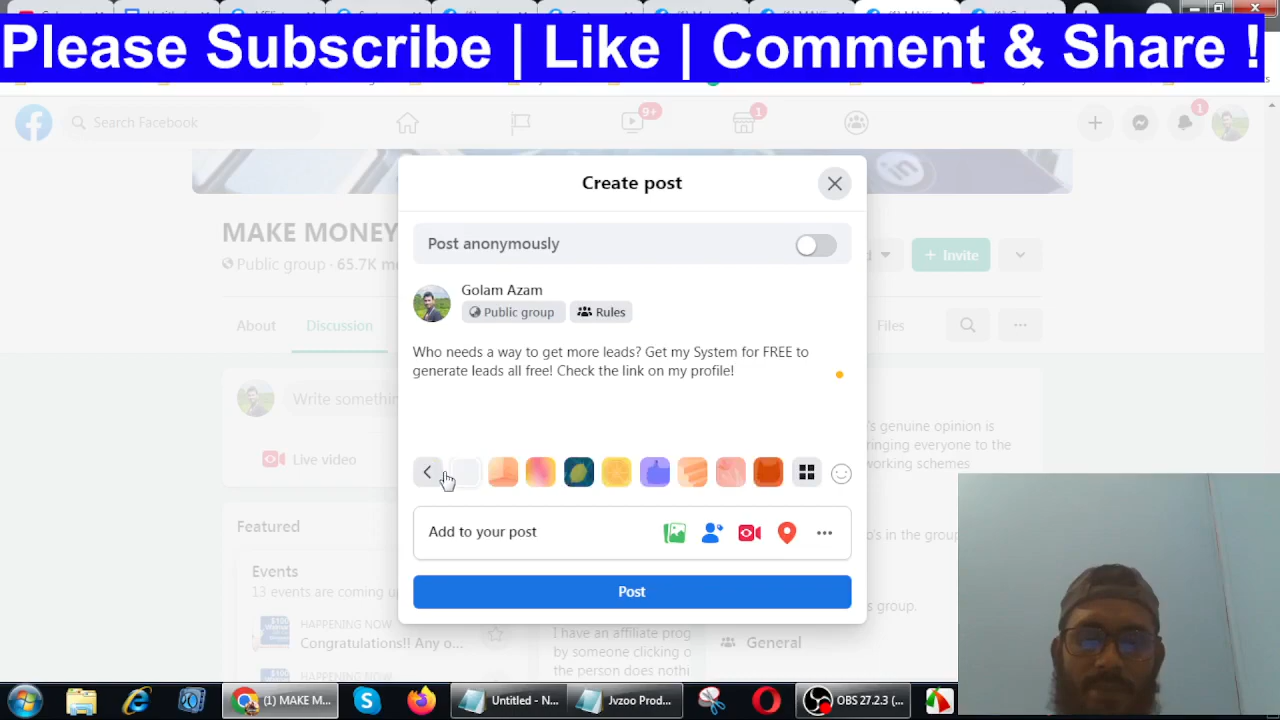 Please Subscribe | Like | Comment & Share !
Search Facebook
9+
1
1
Create post
Post anonymously
MAKE MONEY
Public group · 65.7K
Invite
Golam Azam
Public group
Rules
About
Discussion
Files
Who needs a way to get more leads? Get my System for FREE to
generate leads all free! Check the link on my profile!
Write somethin
Live video
's genuine opinion is
ringing everyone to the
working schemes
Add to your post
o's in the group
Featured
Post
Events
13 events are coming u
HAPPENING NOW
Congratulations!! Any o...
HAPPENING NOW
s group.
I have an affiliate prog
by someone clicking o
the person does nothi
General
(1) MAKE M...
Untitled - N...
Jvzoo Prod...
OBS 27.2.3 (...